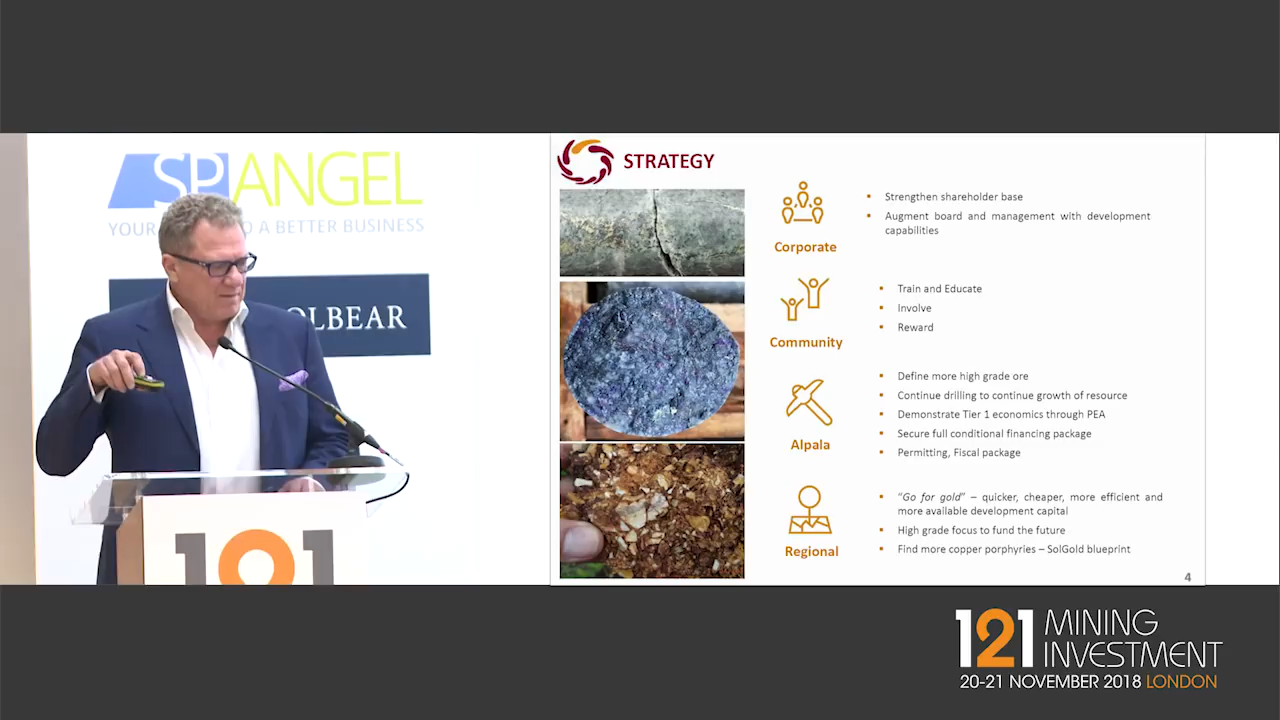 SP ANGEL
YOUR
O A BETTER BUSINESS
OLBEAR
121
STRATEGY
Corporate
▪ Strengthen shareholder base
▪ Augment board and management with development
capabilities
Community
▪ Train and Educate
▪ Involve
▪ Reward
Alpala
▪ Define more high grade ore
▪ Continue drilling to continue growth of resource
▪ Demonstrate Tier 1 economics through PEA
▪ Secure full conditional financing package
▪ Permitting, Fiscal package
Regional
▪ “Go for gold” – quicker, cheaper, more efficient and
more available development capital
▪ High grade focus to fund the future
▪ Find more copper porphyries – SolGold blueprint
4
121 MINING
INVESTMENT
20-21 NOVEMBER 2018 LONDON